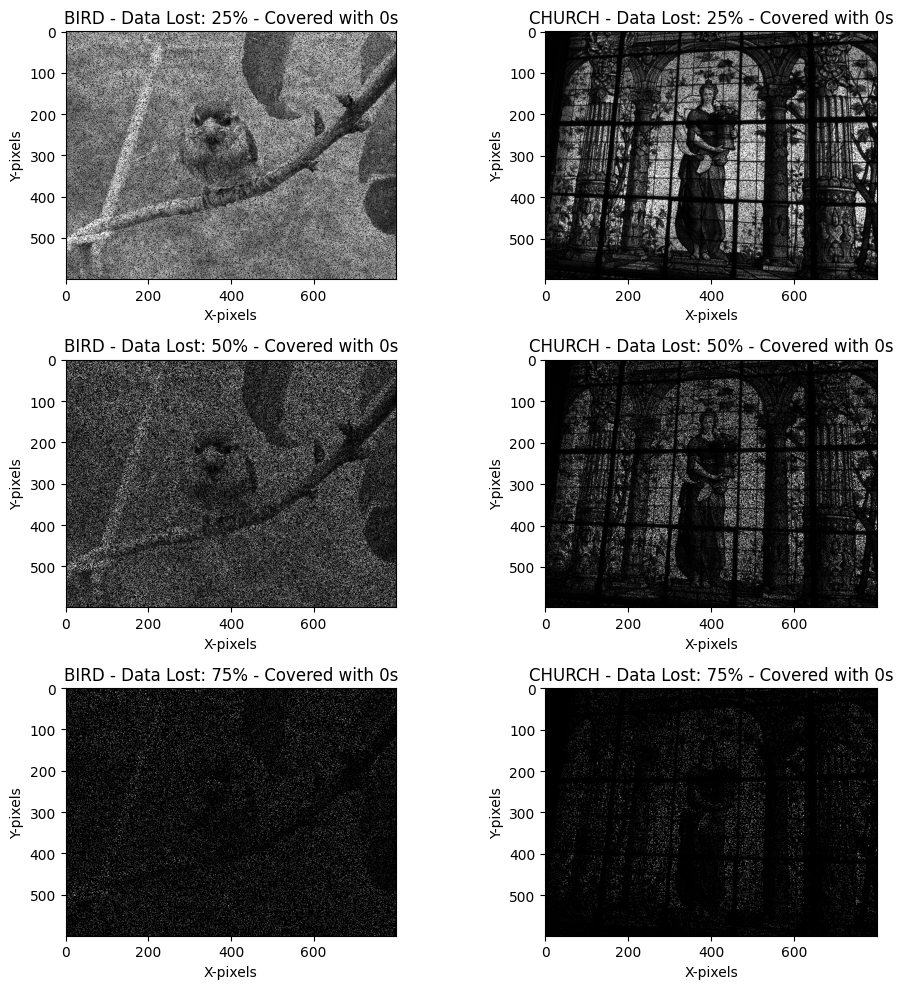 BIRD - Data Lost: 25% - Covered with 0s
0
100
200
300
400
500
Y-pixels
0 200 400 600
X-pixels
CHURCH - Data Lost: 25% - Covered with 0s
0
100
200
300
400
500
Y-pixels
0 200 400 600
X-pixels
BIRD - Data Lost: 50% - Covered with 0s
0
100
200
300
400
500
Y-pixels
0 200 400 600
X-pixels
CHURCH - Data Lost: 50% - Covered with 0s
0
100
200
300
400
500
Y-pixels
0 200 400 600
X-pixels
BIRD - Data Lost: 75% - Covered with 0s
0
100
200
300
400
500
Y-pixels
0 200 400 600
X-pixels
CHURCH - Data Lost: 75% - Covered with 0s
0
100
200
300
400
500
Y-pixels
0 200 400 600
X-pixels